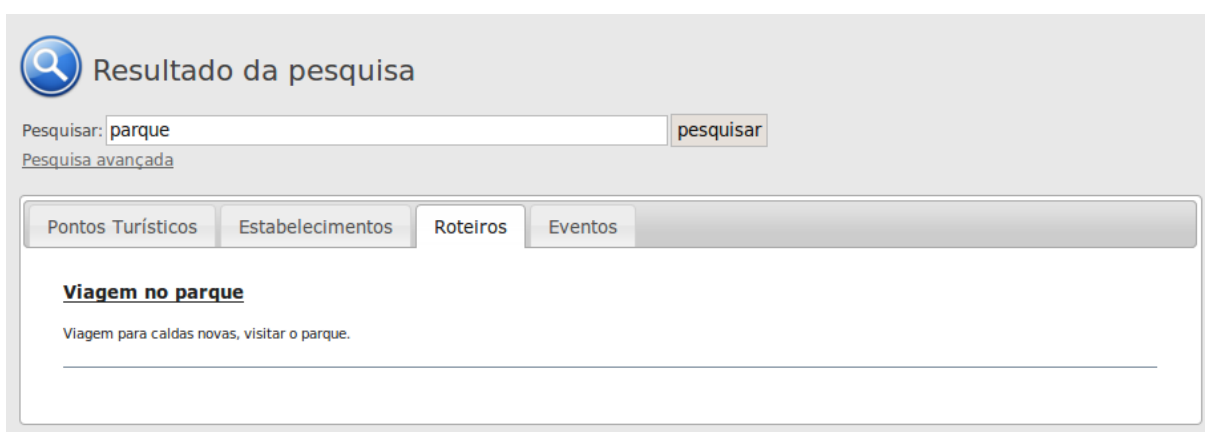 Resultado da pesquisa
Pesquisar: parque pesquisar
Pesquisa avançada
Pontos Turísticos Estabelecimentos Roteiros Eventos
Viagem no parque
Viagem para caldas novas, visitar o parque.